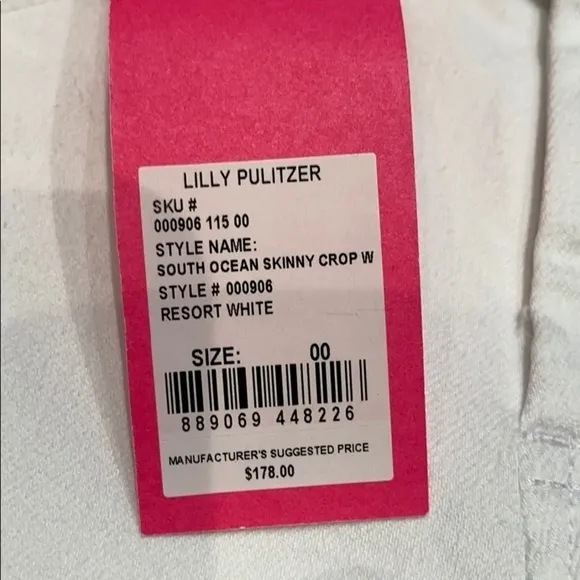 LILLY PULITZER
SKU #
000906 115 00
STYLE NAME:
SOUTH OCEAN SKINNY CROP W
STYLE # 000906
RESORT WHITE
SIZE: 00
889069 448226
MANUFACTURER'S SUGGESTED PRICE
$178.00